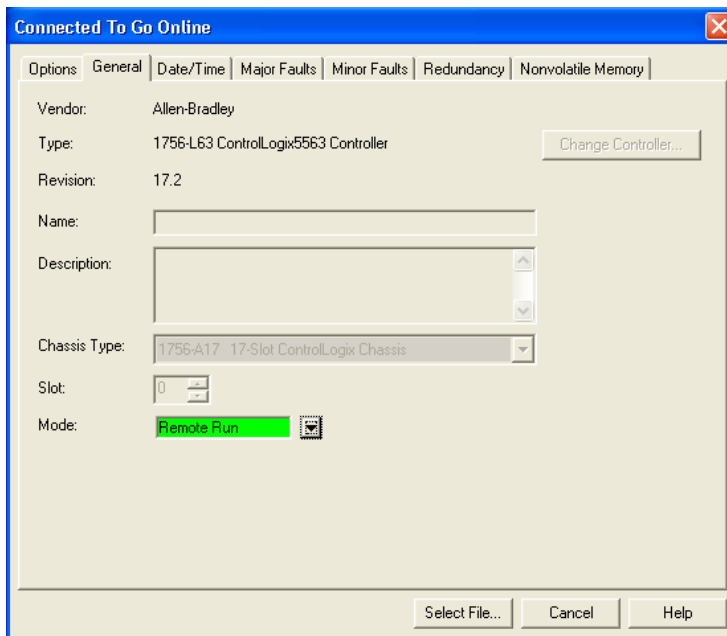 Connected To Go Online
Options General Date/Time Major Faults Minor Faults Redundancy Nonvolatile Memory
Vendor: Allen-Bradley
Type: 1756-L63 ControlLogix5563 Controller Change Controller...
Revision: 17.2
Name:
Description:
Chassis Type: 1756-A17 17-Slot ControlLogix Chassis
Slot: 0
Mode: Remote Run
Select File... Cancel Help